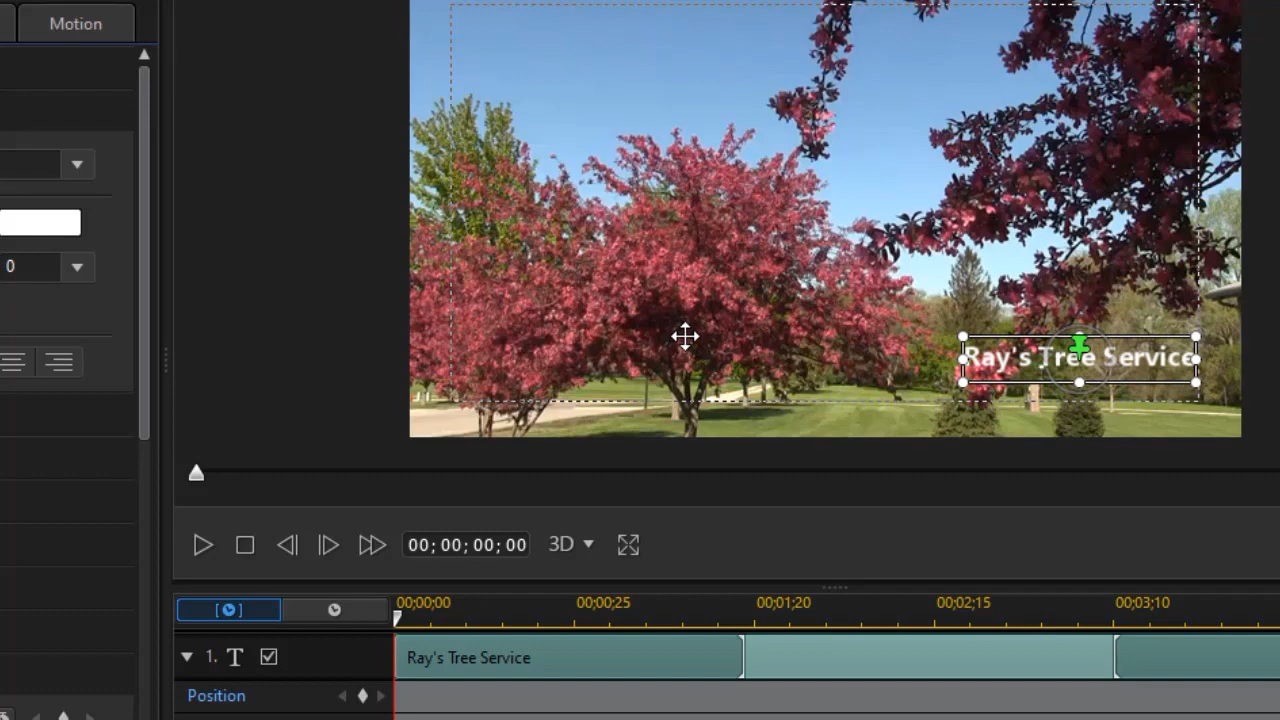 Motion
0
Ray's Tree Service
00;00;00;00
3D
00;00;00 00;00;25 00;01;20 00;02;15 00;03;10
1. T Ray's Tree Service
Position